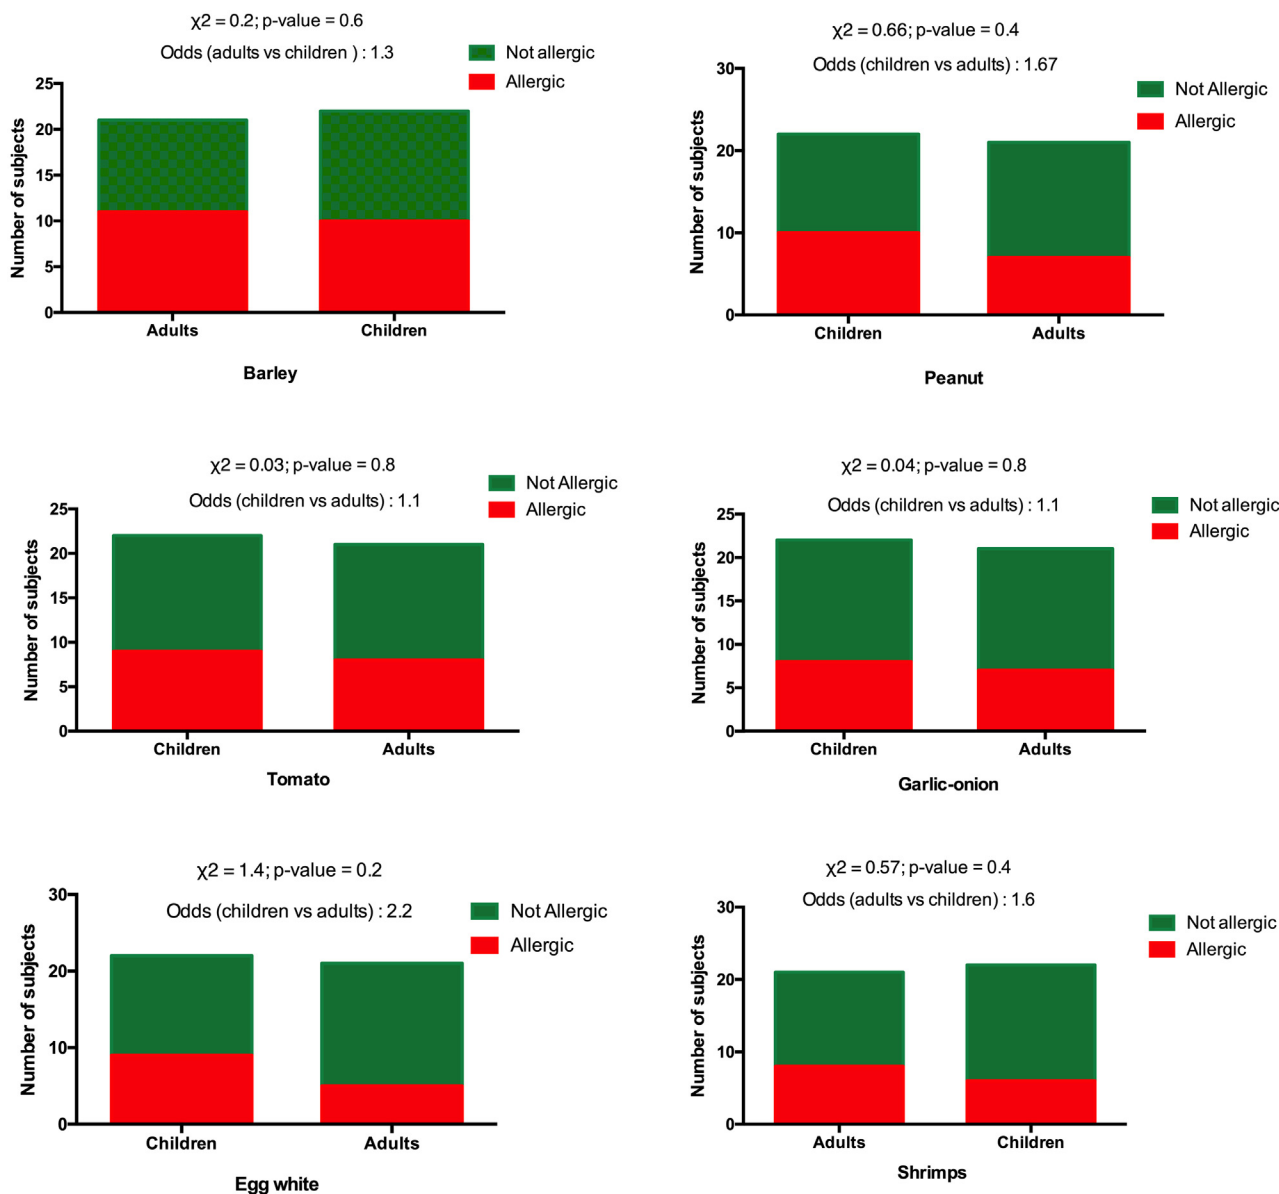 χ2 = 0.2; p-value = 0.6
Odds (adults vs children ) : 1.3
Not allergic
Allergic
25
20
15
10
5
0
Number of subjects
Adults
Children
Barley
χ2 = 0.66; p-value = 0.4
Odds (children vs adults) : 1.67
Not Allergic
Allergic
30
20
10
0
Number of subjects
Children
Adults
Peanut
χ2 = 0.03; p-value = 0.8
Odds (children vs adults) : 1.1
Not Allergic
Allergic
25
20
15
10
5
0
Number of subjects
Children
Adults
Tomato
χ2 = 0.04; p-value = 0.8
Odds (children vs adults) : 1.1
Not allergic
Allergic
25
20
15
10
5
0
Number of subjects
Children
Adults
Garlic-onion
χ2 = 1.4; p-value = 0.2
Odds (children vs adults) : 2.2
Not Allergic
Allergic
30
20
10
0
Number of subjects
Children
Adults
Egg white
χ2 = 0.57; p-value = 0.4
Odds (adults vs children) : 1.6
Not allergic
Allergic
30
20
10
0
Number of subjects
Adults
Children
Shrimps